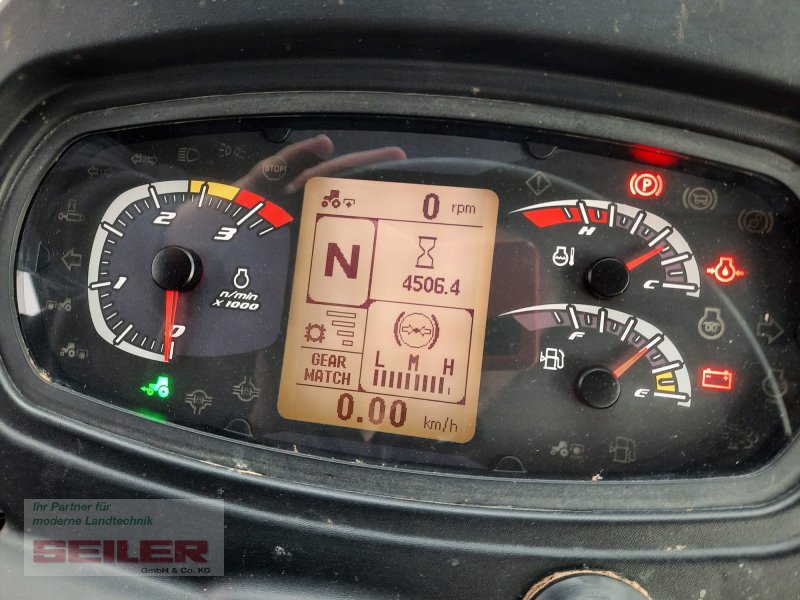 0 rpm
STOP
2
3
P
N
4506.4
H
C
1
n/min
X 1000
0
GEAR
MATCH
L M H
F
E
0.00 km/h
Ihr Partner für
moderne Landtechnik
SEILER
GmbH & Co. KG